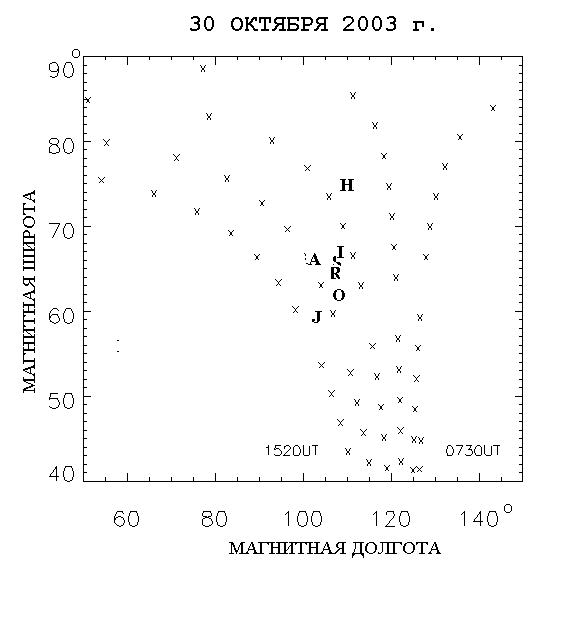 30 ОКТЯБРЯ 2003 г.
90°
80
70
60
50
40
МАГНИТНАЯ ШИРОТА
H
I
A
S
R
O
J
1520UT
0730UT
60 80 100 120 140°
МАГНИТНАЯ ДОЛГОТА